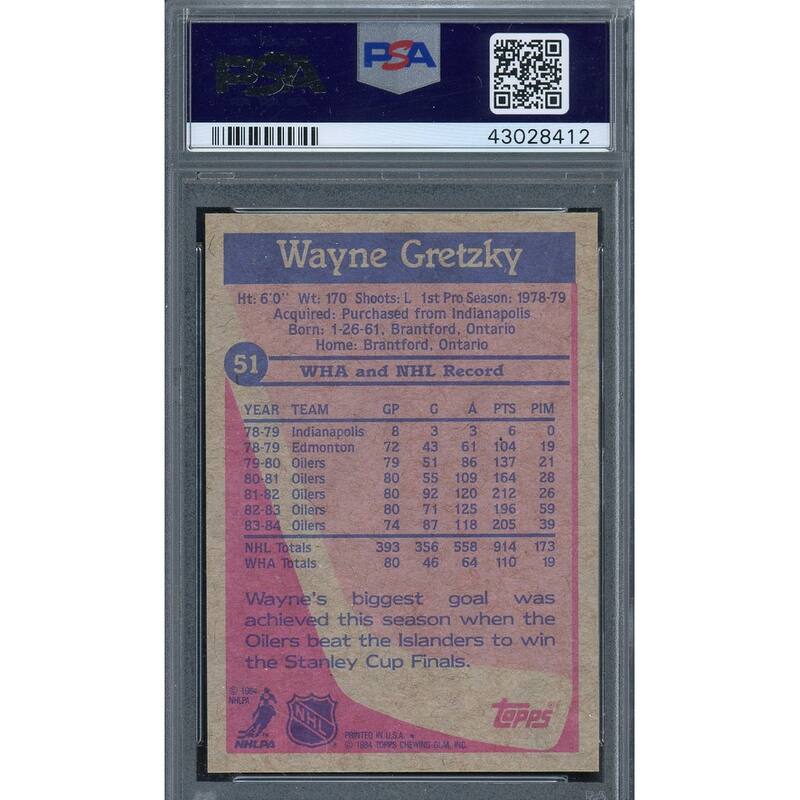 PSA
PSA
43028412
Wayne Gretzky
Ht: 6'0" Wt: 170 Shoots: L 1st Pro Season: 1978-79
Acquired: Purchased from Indianapolis
Born: 1-26-61, Brantford, Ontario
Home: Brantford, Ontario
51
WHA and NHL Record
YEAR TEAM GP G A PTS PIM
78-79 Indianapolis 8 3 3 6 0
78-79 Edmonton 72 43 61 104 19
79-80 Oilers 79 51 86 137 21
80-81 Oilers 80 55 109 164 28
81-82 Oilers 80 92 120 212 26
82-83 Oilers 80 71 125 196 59
83-84 Oilers 74 87 118 205 39
NHL Totals 393 356 558 914 173
WHA Totals 80 46 64 110 19
Wayne's biggest goal was
achieved this season when the
Oilers beat the Islanders to win
the Stanley Cup Finals.
© 1984
NHLPA
NHLPA
NHL
PRINTED IN U.S.A.
© 1984 TOPPS CHEWING GUM, INC.
Topps